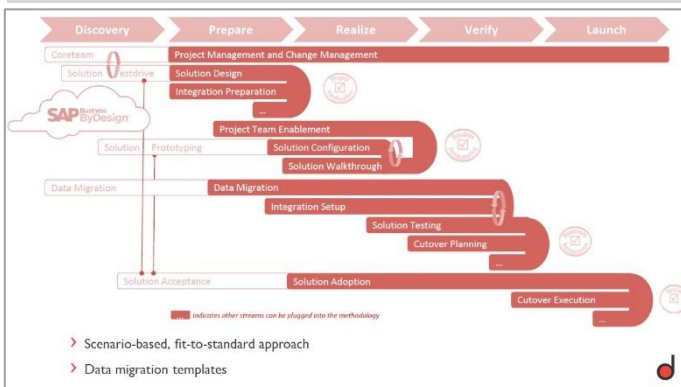 Discovery Prepare Realize Verify Launch
Coreteam Project Management and Change Management
Solution Testdrive Solution Design
Integration Preparation
...
SAP Business ByDesign
Project Team Enablement
Solution Prototyping Solution Configuration
Solution Walkthrough
Data Migration Data Migration
Integration Setup
Solution Testing
Cutover Planning
...
Solution Acceptance Solution Adoption
Cutover Execution
...
... Indicates other streams can be plugged into the methodology
Scenario-based, fit-to-standard approach
Data migration templates
d